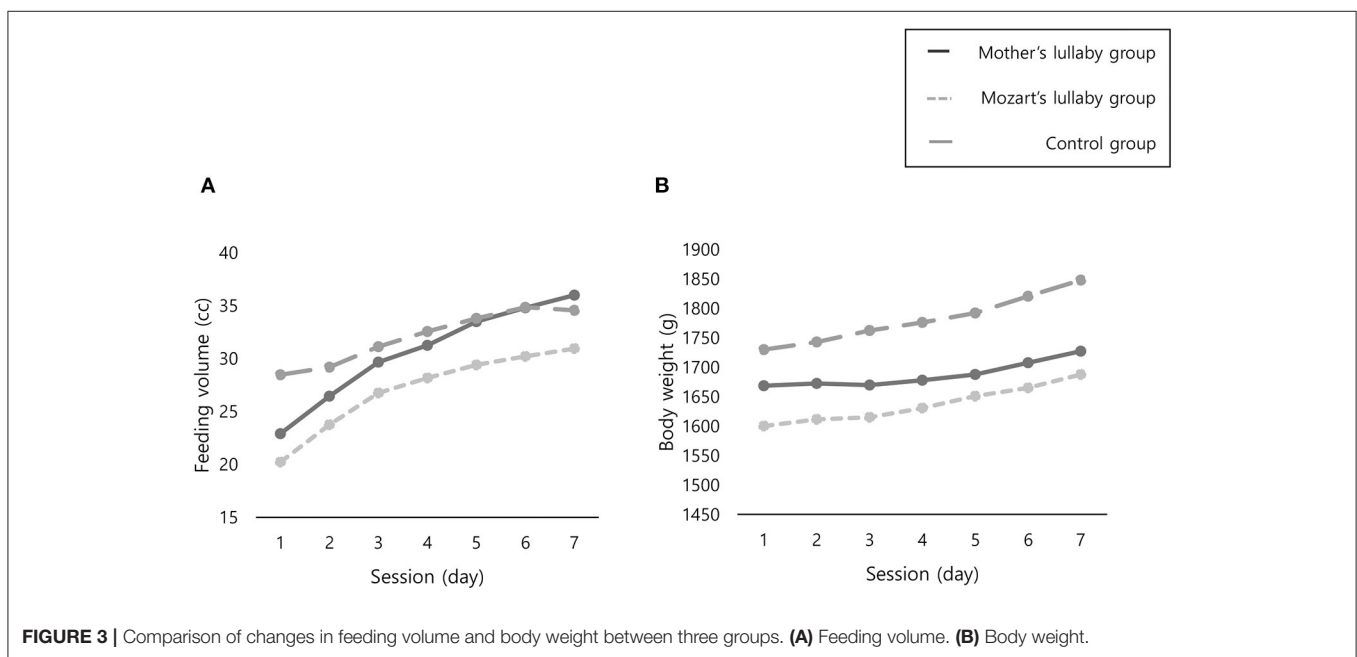 Mother's lullaby group
Mozart's lullaby group
Control group
A
40
35
30
25
20
15
Feeding volume (cc)
1 2 3 4 5 6 7
Session (day)
B
1900
1850
1800
1750
1700
1650
1600
1550
1500
1450
Body weight (g)
1 2 3 4 5 6 7
Session (day)
FIGURE 3 | Comparison of changes in feeding volume and body weight between three groups. (A) Feeding volume. (B) Body weight.